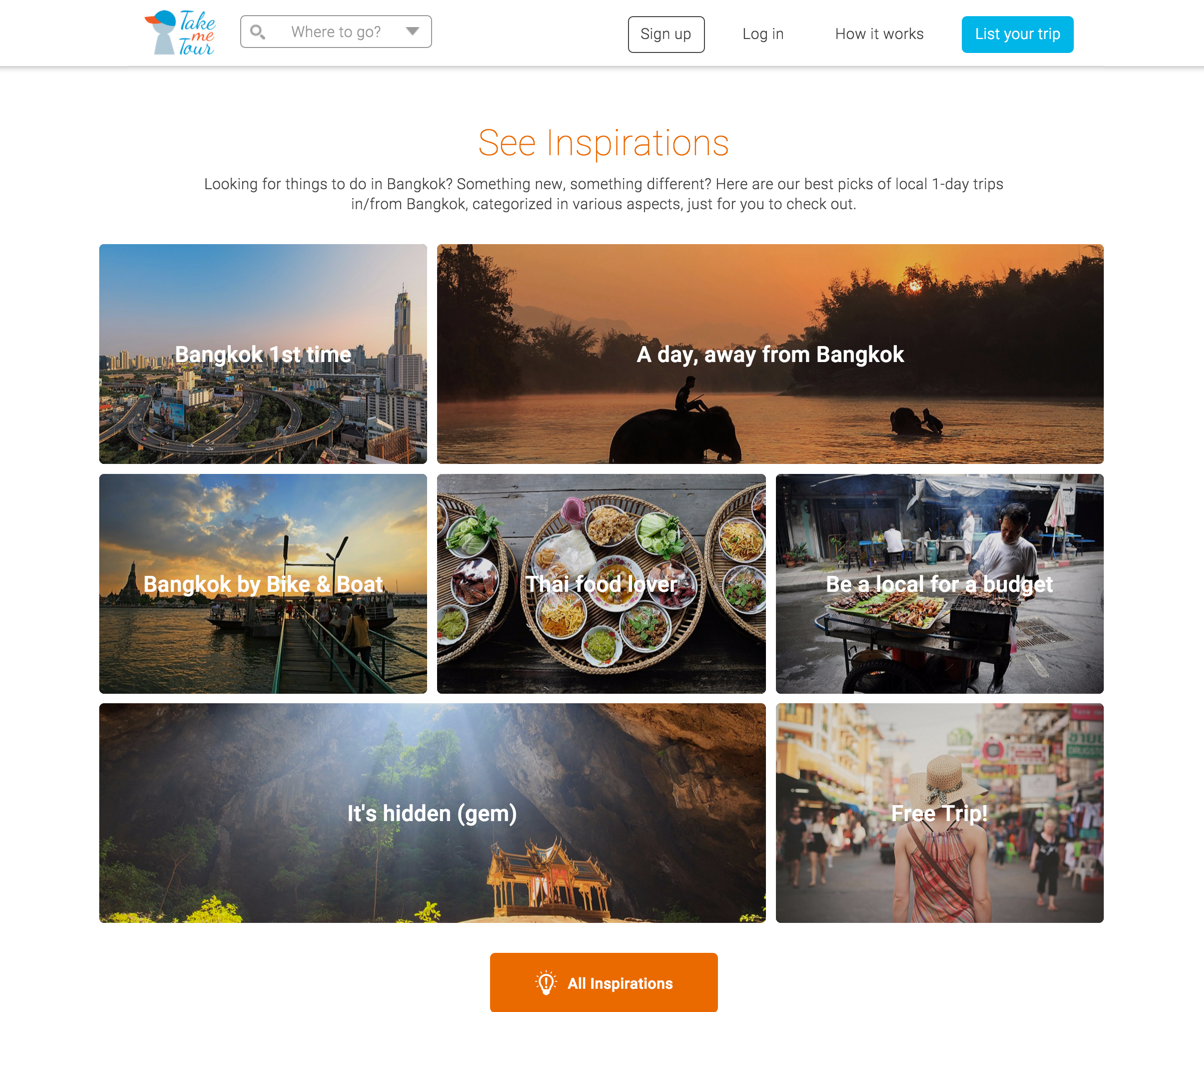 Take
me
Tour
Where to go?
Sign up
Log in
How it works
List your trip
See Inspirations
Looking for things to do in Bangkok? Something new, something different? Here are our best picks of local 1-day trips
in/from Bangkok, categorized in various aspects, just for you to check out.
Bangkok 1st time
A day, away from Bangkok
Bangkok by Bike & Boat
Thai food lover
Be a local for a budget
It's hidden (gem)
Free Trip!
All Inspirations